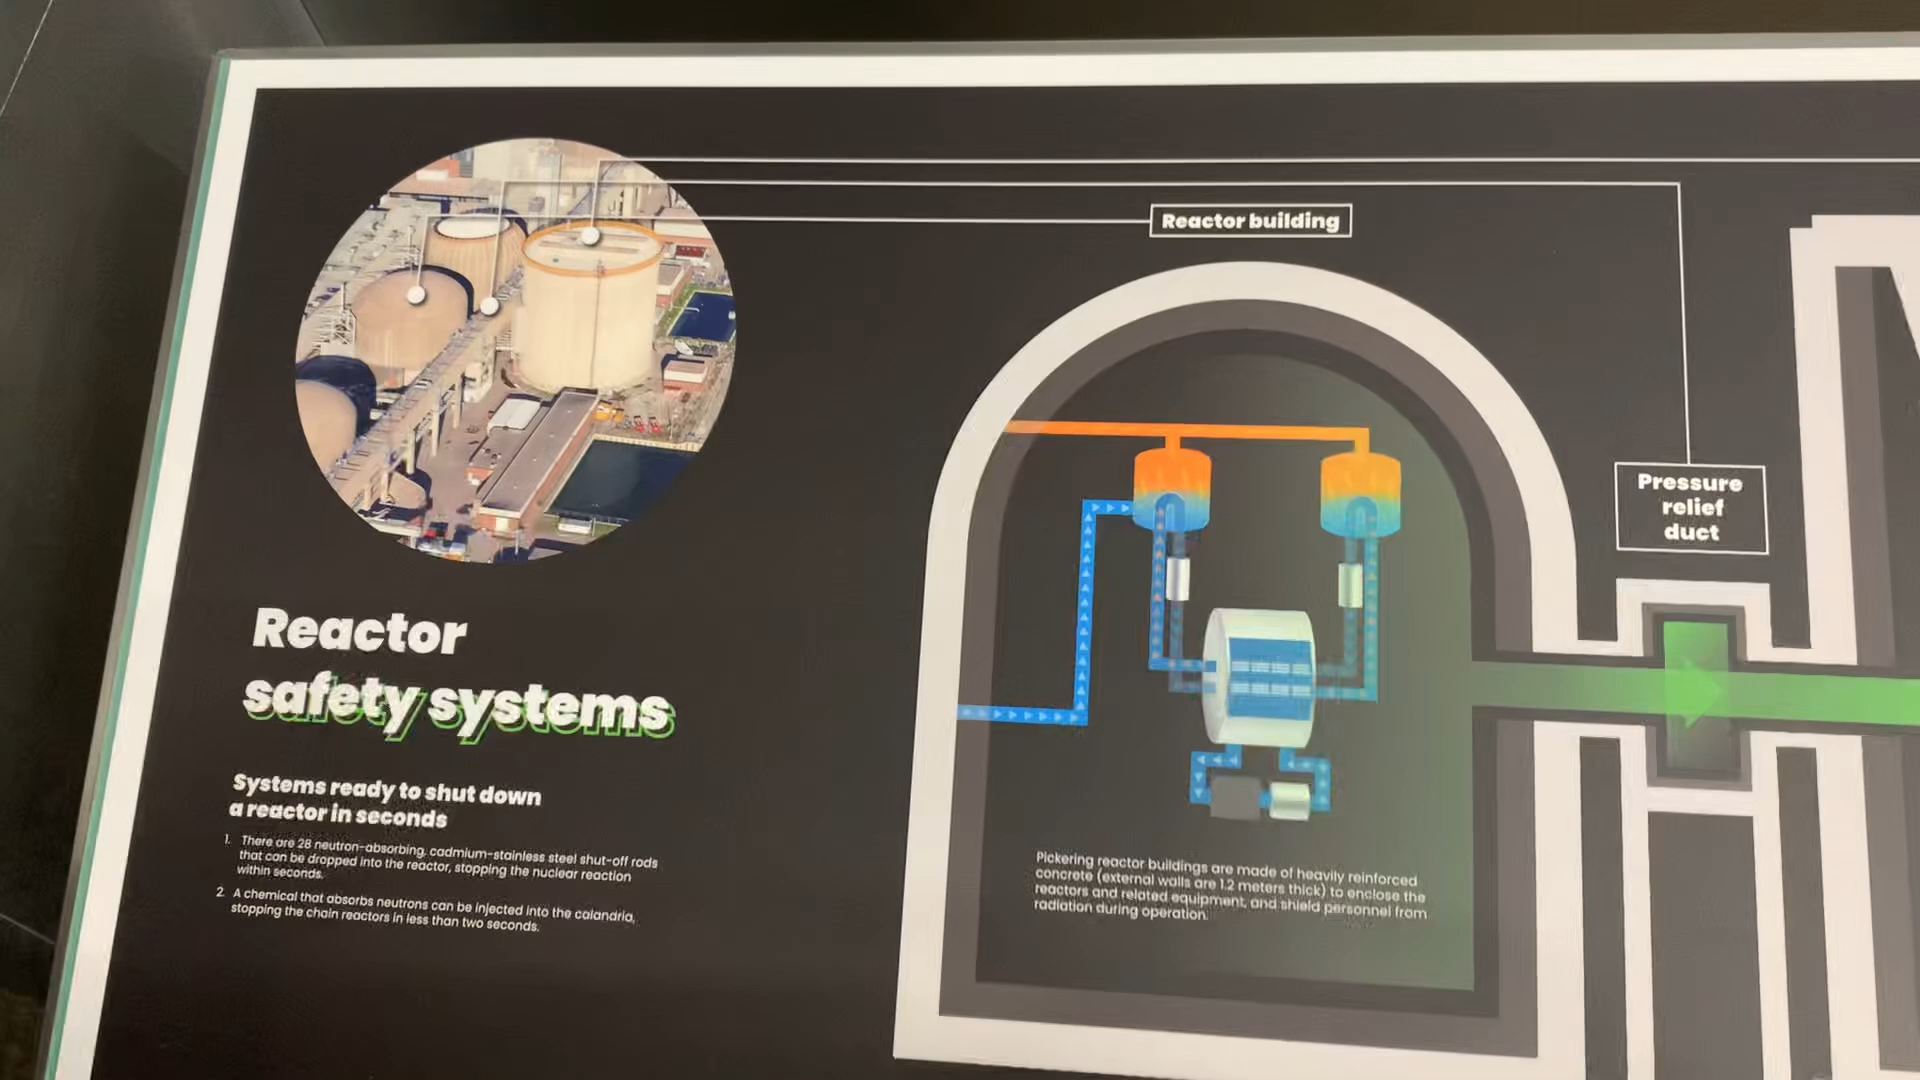 Reactor building
Pressure
relief
duct
Reactor
safety systems
Systems ready to shut down
a reactor in seconds
1. There are 28 neutron-absorbing, cadmium-stainless steel shut-off rods
that can be dropped into the reactor, stopping the nuclear reaction
within seconds.
2. A chemical that absorbs neutrons can be injected into the calandria,
stopping the chain reactors in less than two seconds.
Pickering reactor buildings are made of heavily reinforced
concrete (external walls are 1.2 meters thick) to enclose the
reactors and related equipment, and shield personnel from
radiation during operation.